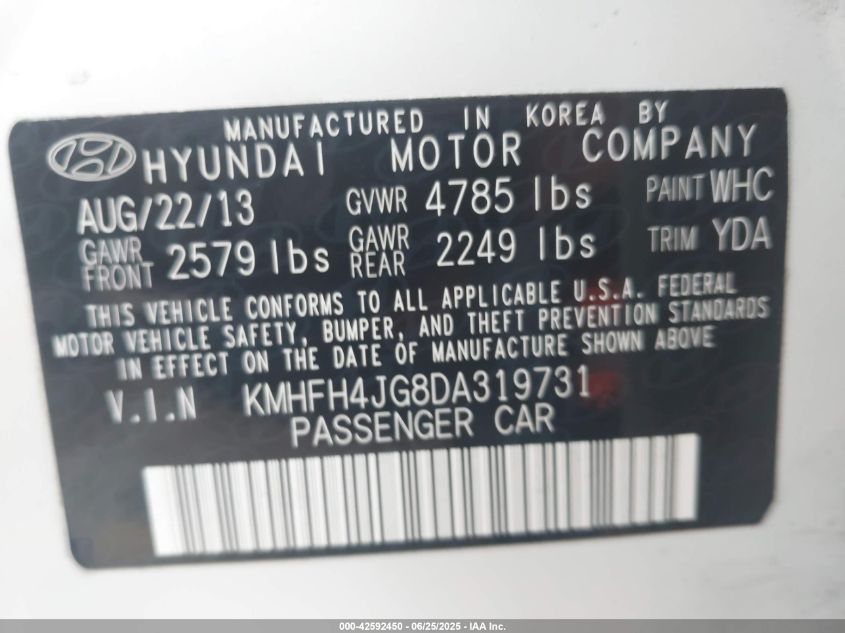 MANUFACTURED IN KOREA BY
HYUNDAI MOTOR COMPANY
AUG/22/13 GVWR 4785 lbs PAINT WHC
GAWR FRONT 2579 lbs GAWR REAR 2249 lbs TRIM YDA
THIS VEHICLE CONFORMS TO ALL APPLICABLE U.S.A. FEDERAL
MOTOR VEHICLE SAFETY, BUMPER, AND THEFT PREVENTION STANDARDS
IN EFFECT ON THE DATE OF MANUFACTURE SHOWN ABOVE
V.I.N KMHFH4JG8DA319731
PASSENGER CAR
000-42592450 - 06/25/2025 - IAA Inc.